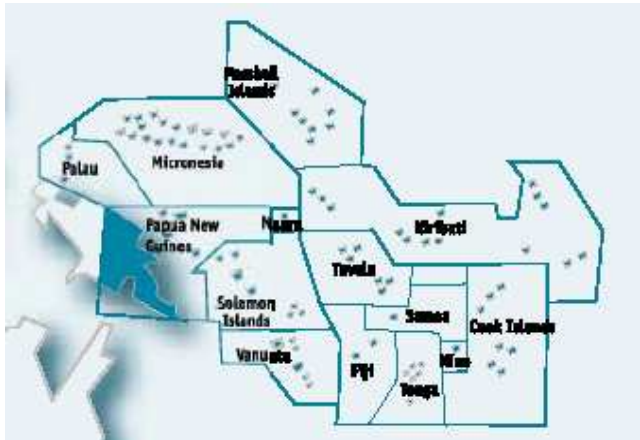 Marshall
Islands
Micronesia
Palau
Papua New
Guinea
Nauru
Kiribati
Tuvalu
Solomon
Islands
Samoa
Cook Islands
Vanuatu
Fiji
Niue
Tonga